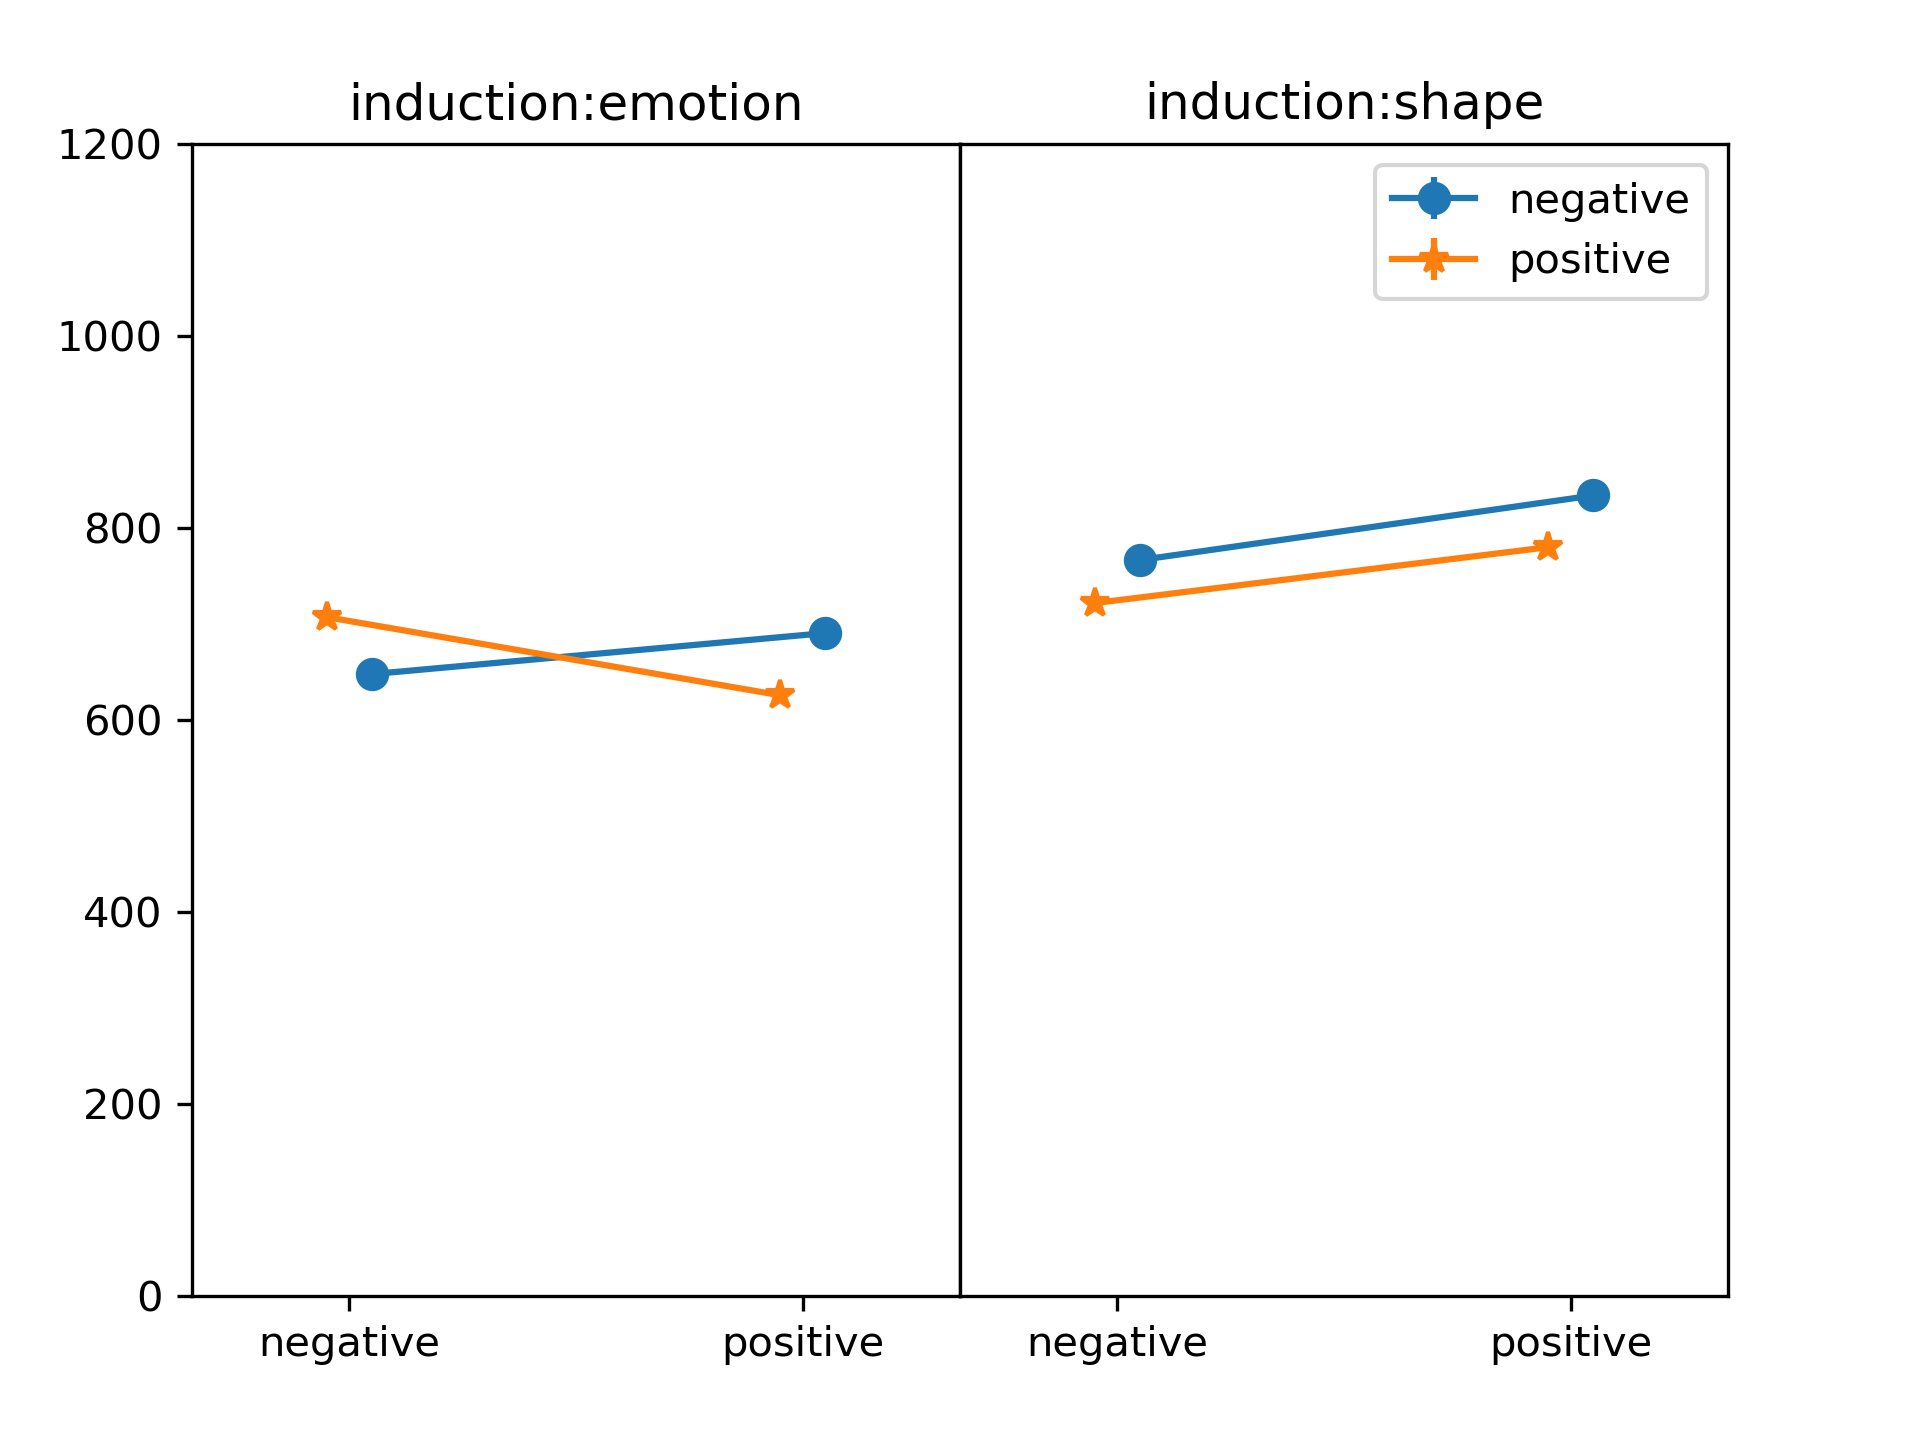 induction:emotion
induction:shape
1200
1000
800
600
400
200
0
negative
positive
negative
positive
negative
positive